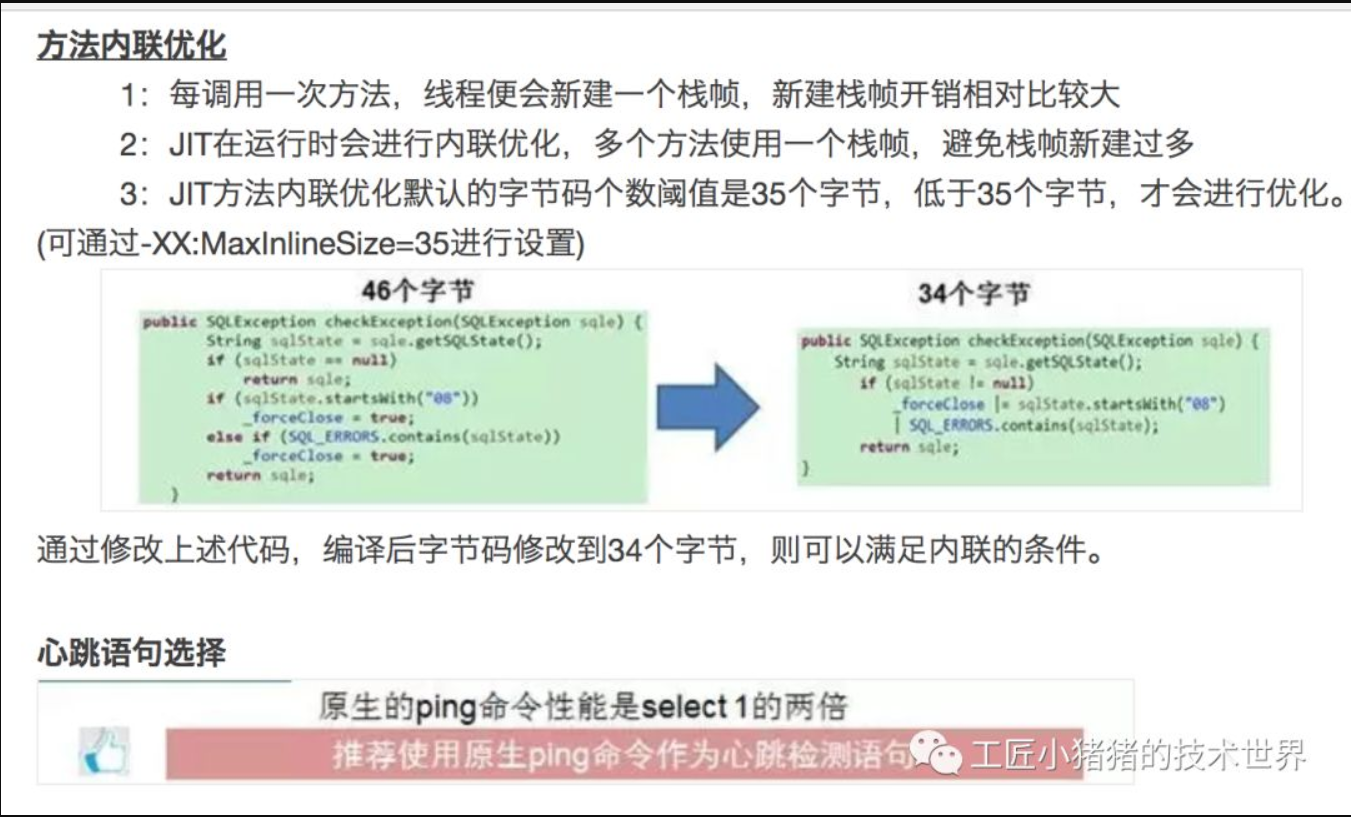 方法内联优化
1：每调用一次方法，线程便会新建一个栈帧，新建栈帧开销相对比较大
2：JIT在运行时会进行内联优化，多个方法使用一个栈帧，避免栈帧新建过多
3：JIT方法内联优化默认的字节码个数阈值是35个字节，低于35个字节，才会进行优化。
(可通过-XX:MaxInlineSize=35进行设置)
46个字节
public SQLException checkException(SQLException sqle) {
String sqlState = sqle.getSQLState();
if (sqlState == null)
return sqle;
if (sqlState.startsWith("08"))
_forceClose = true;
else if (SQL_ERRORS.contains(sqlState))
_forceClose = true;
return sqle;
}
34个字节
public SQLException checkException(SQLException sqle) {
String sqlState = sqle.getSQLState();
if (sqlState != null)
_forceClose |= sqlState.startsWith("08")
| SQL_ERRORS.contains(sqlState);
return sqle;
}
通过修改上述代码，编译后字节码修改到34个字节，则可以满足内联的条件。
心跳语句选择
原生的ping命令性能是select 1的两倍
推荐使用原生ping命令作为心跳检测语句
工匠小猪猪的技术世界